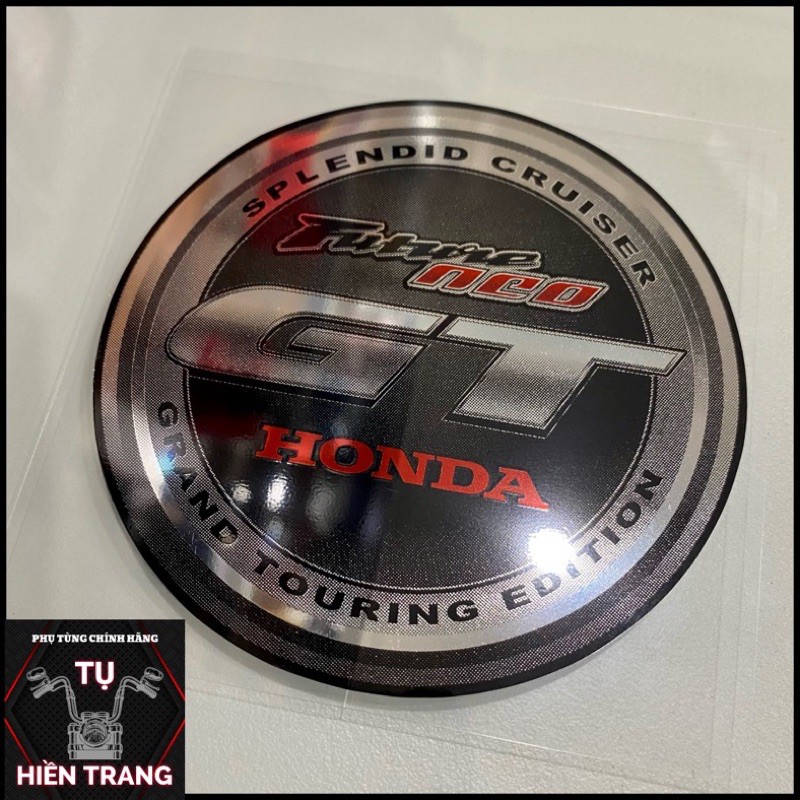 SPLENDID CRUISER
Future
neo
GT
HONDA
GRAND TOURING EDITION
PHỤ TÙNG CHÍNH HÃNG
TỤ
HIỀN TRANG